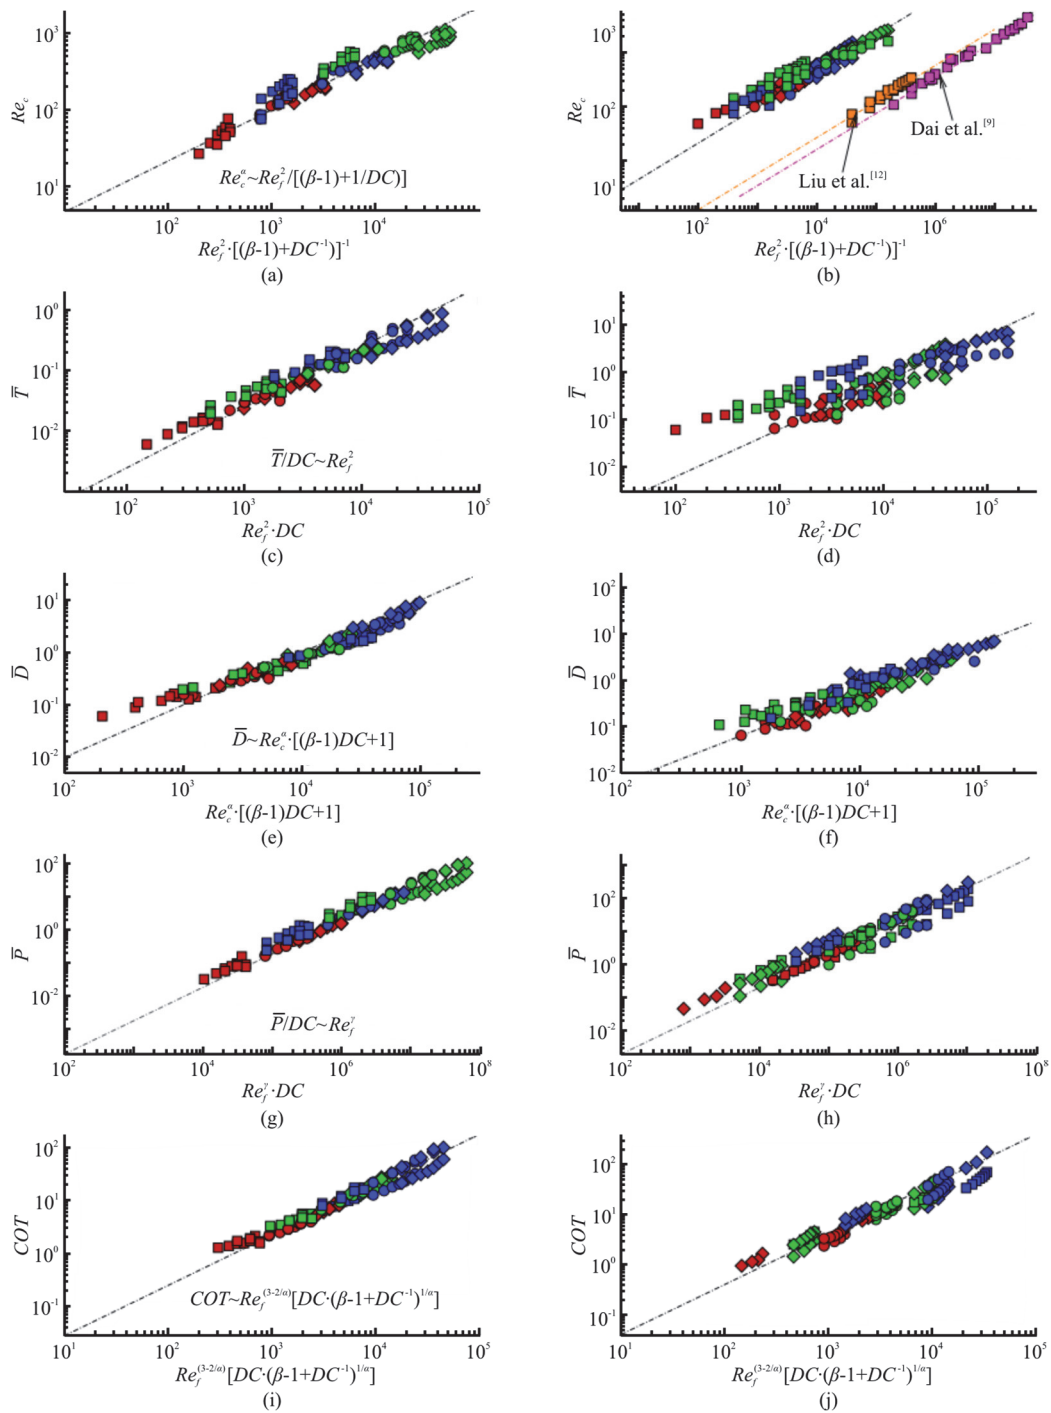 10³
10²
10¹
Re_c
Re_c^α~Re_f²/[(β-1)+1/DC)]
10² 10³ 10⁴
Re_f²·[(β-1)+DC⁻¹)]⁻¹
(a)
10³
10²
10¹
Re_c
Dai et al.[9]
Liu et al.[12]
10² 10⁴ 10⁶
Re_f²·[(β-1)+DC⁻¹)]⁻¹
(b)
10⁰
10⁻¹
10⁻²
T̅
T̅/DC~Re_f²
10² 10³ 10⁴ 10⁵
Re_f²·DC
(c)
10¹
10⁰
10⁻¹
10⁻²
T̅
10² 10³ 10⁴ 10⁵
Re_f²·DC
(d)
10¹
10⁰
10⁻¹
10⁻²
D̅
D̅~Re_c^α·[(β-1)DC+1]
10² 10³ 10⁴ 10⁵
Re_c^α·[(β-1)DC+1]
(e)
10²
10¹
10⁰
10⁻¹
10⁻²
D̅
10³ 10⁴ 10⁵
Re_c^α·[(β-1)DC+1]
(f)
10²
10⁰
10⁻²
P̅
P̅/DC~Re_f^γ
10² 10⁴ 10⁶ 10⁸
Re_f^γ·DC
(g)
10²
10⁰
10⁻²
P̅
10² 10⁴ 10⁶ 10⁸
Re_f^γ·DC
(h)
10²
10¹
10⁰
10⁻¹
COT
COT~Re_f^(3-2/α)[DC·(β-1+DC⁻¹)^1/α]
10¹ 10² 10³ 10⁴ 10⁵
Re_f^(3-2/α)[DC·(β-1+DC⁻¹)^1/α]
(i)
10²
10¹
10⁰
10⁻¹
COT
10¹ 10² 10³ 10⁴ 10⁵
Re_f^(3-2/α)[DC·(β-1+DC⁻¹)^1/α]
(j)